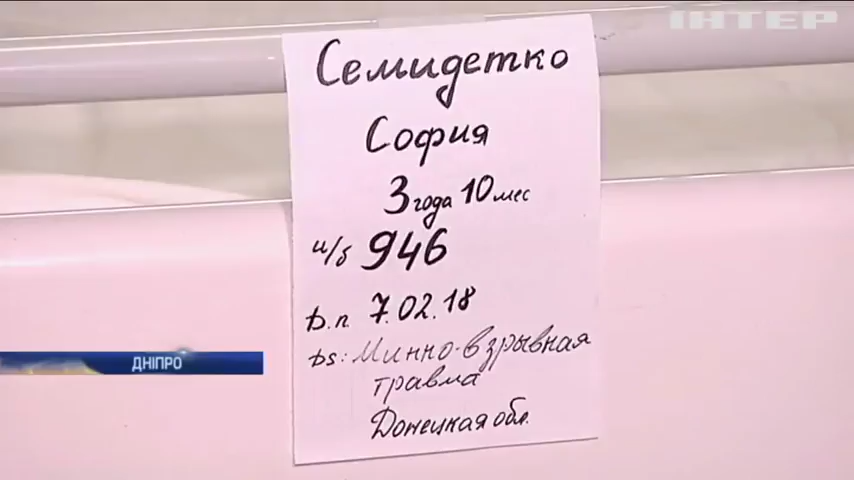 ІНТЕР
Семидетко
София
3 года 10 мес
и/б 946
D.п. 7.02.18
Ds: Минно-взрывная
травма
Донецкая обл.
ДНІПРО